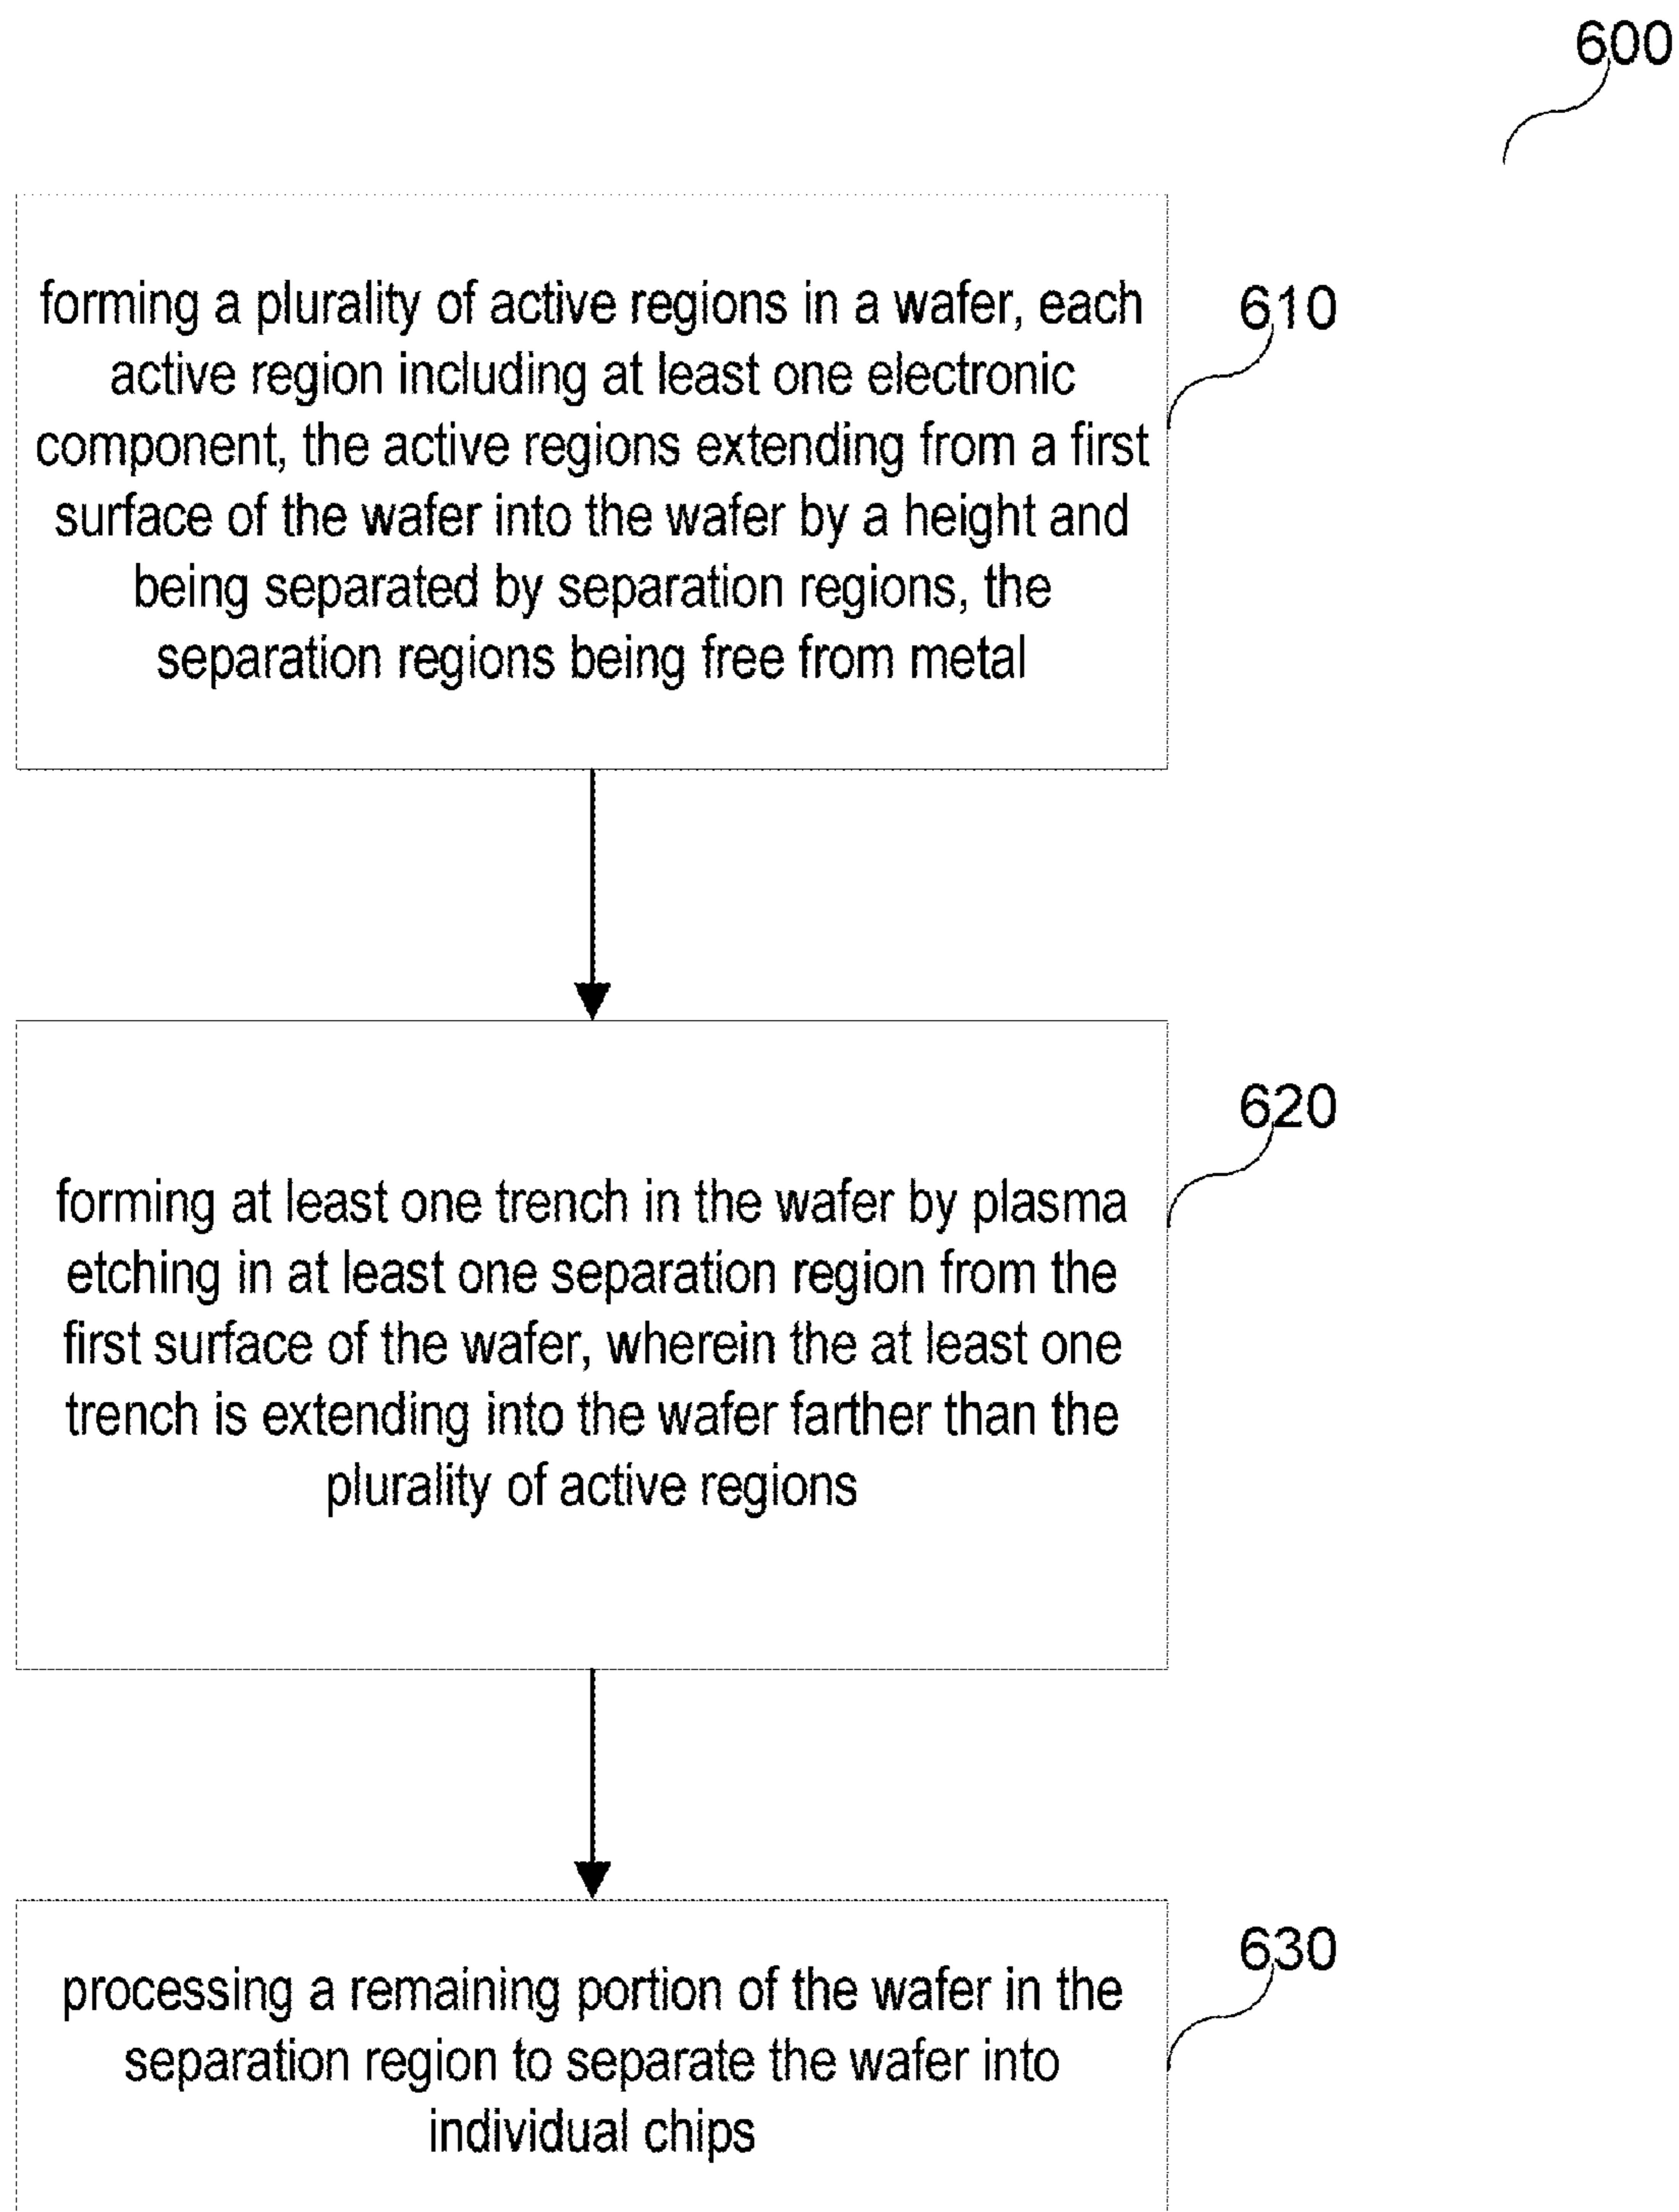 600
forming a plurality of active regions in a wafer, each
active region including at least one electronic
component, the active regions extending from a first
surface of the wafer into the wafer by a height and
being separated by separation regions, the
separation regions being free from metal
610
forming at least one trench in the wafer by plasma
etching in at least one separation region from the
first surface of the wafer, wherein the at least one
trench is extending into the wafer farther than the
plurality of active regions
620
processing a remaining portion of the wafer in the
separation region to separate the wafer into
individual chips
630